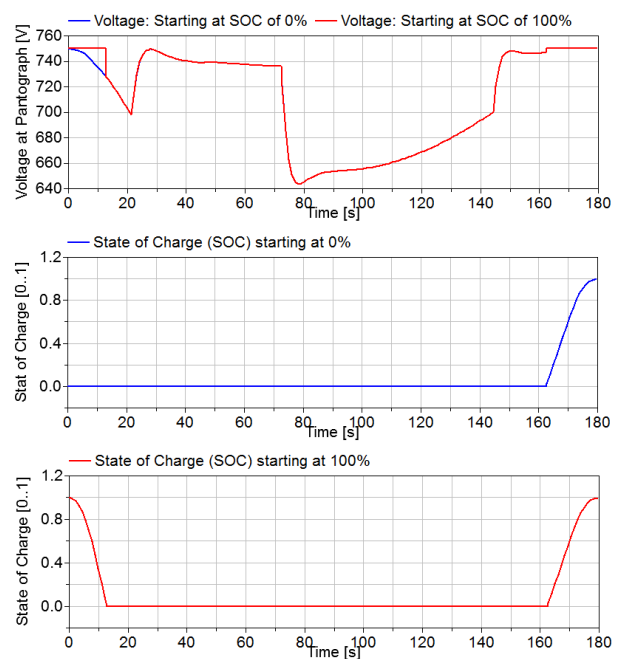 Voltage: Starting at SOC of 0% Voltage: Starting at SOC of 100%
Voltage at Pantograph [V]
760
740
720
700
680
660
640
0 20 40 60 80 100 120 140 160 180
Time [s]
State of Charge (SOC) starting at 0%
Stat of Charge [0..1]
1.2
0.8
0.4
0.0
0 20 40 60 80 100 120 140 160 180
Time [s]
State of Charge (SOC) starting at 100%
State of Charge [0..1]
1.2
0.8
0.4
0.0
0 20 40 60 80 100 120 140 160 180
Time [s]